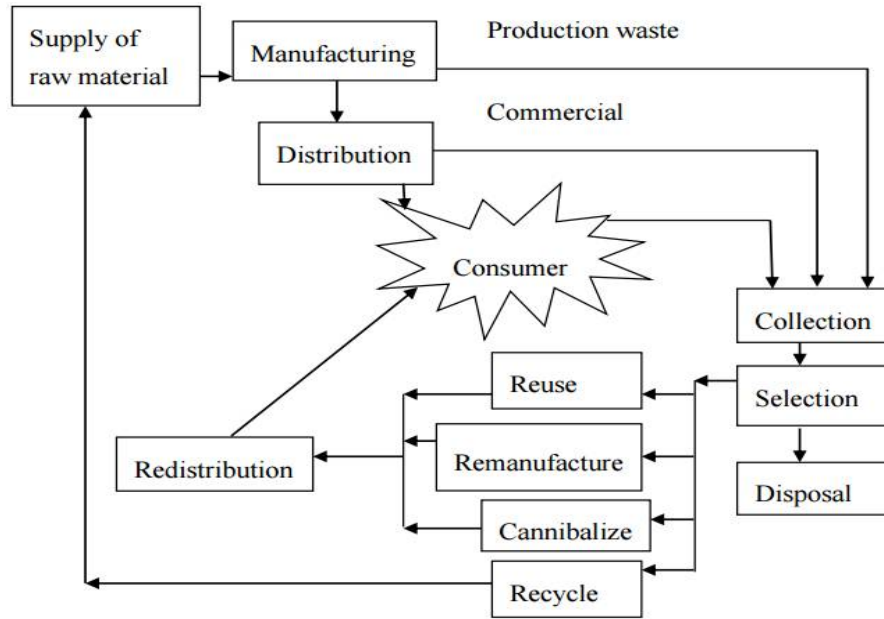 Supply of
raw material
Manufacturing
Production waste
Commercial
Distribution
Consumer
Collection
Reuse
Selection
Remanufacture
Redistribution
Disposal
Cannibalize
Recycle